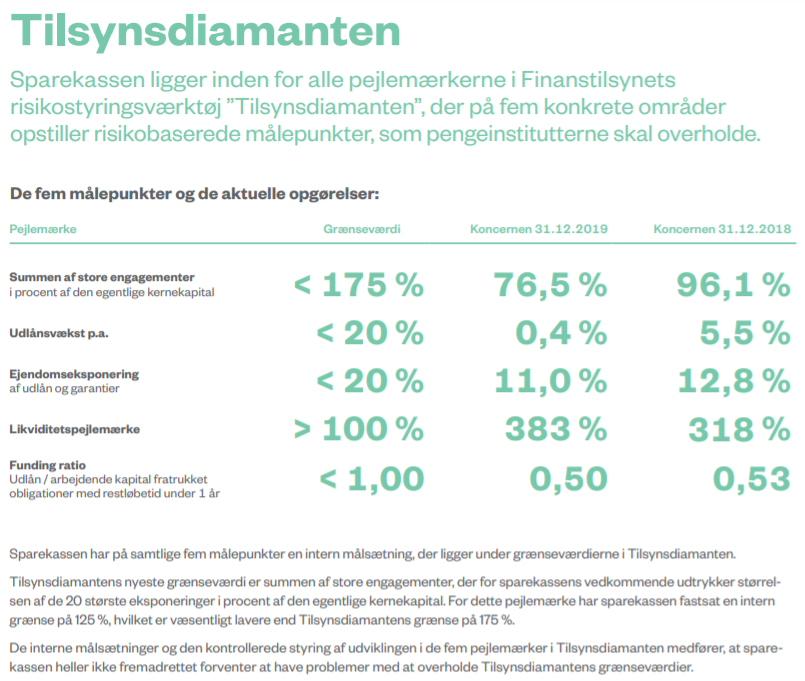 Tilsynsdiamanten
Sparekassen ligger inden for alle pejlemærkerne i Finanstilsynets
risikostyringsværktøj ”Tilsynsdiamanten”, der på fem konkrete områder
opstiller risikobaserede målepunkter, som pengeinstitutterne skal overholde.
De fem målepunkter og de aktuelle opgørelser:
Pejlemærke Grænseværdi Koncernen 31.12.2019 Koncernen 31.12.2018
Summen af store engagementer
i procent af den egentlige kernekapital
< 175 % 76,5 % 96,1 %
Udlånsvækst p.a. < 20 % 0,4 % 5,5 %
Ejendomseksponering
af udlån og garantier
< 20 % 11,0 % 12,8 %
Likviditetspejlemærke > 100 % 383 % 318 %
Funding ratio
Udlån / arbejdende kapital fratrukket
obligationer med restløbetid under 1 år
< 1,00 0,50 0,53
Sparekassen har på samtlige fem målepunkter en intern målsætning, der ligger under grænseværdierne i Tilsynsdiamanten.
Tilsynsdiamantens nyeste grænseværdi er summen af store engagementer, der for sparekassens vedkommende udtrykker størrel-
sen af de 20 største eksponeringer i procent af den egentlige kernekapital. For dette pejlemærke har sparekassen fastsat en intern
grænse på 125 %, hvilket er væsentligt lavere end Tilsynsdiamantens grænse på 175 %.
De interne målsætninger og den kontrollerede styring af udviklingen i de fem pejlemærker i Tilsynsdiamanten medfører, at spare-
kassen heller ikke fremadrettet forventer at have problemer med at overholde Tilsynsdiamantens grænseværdier.